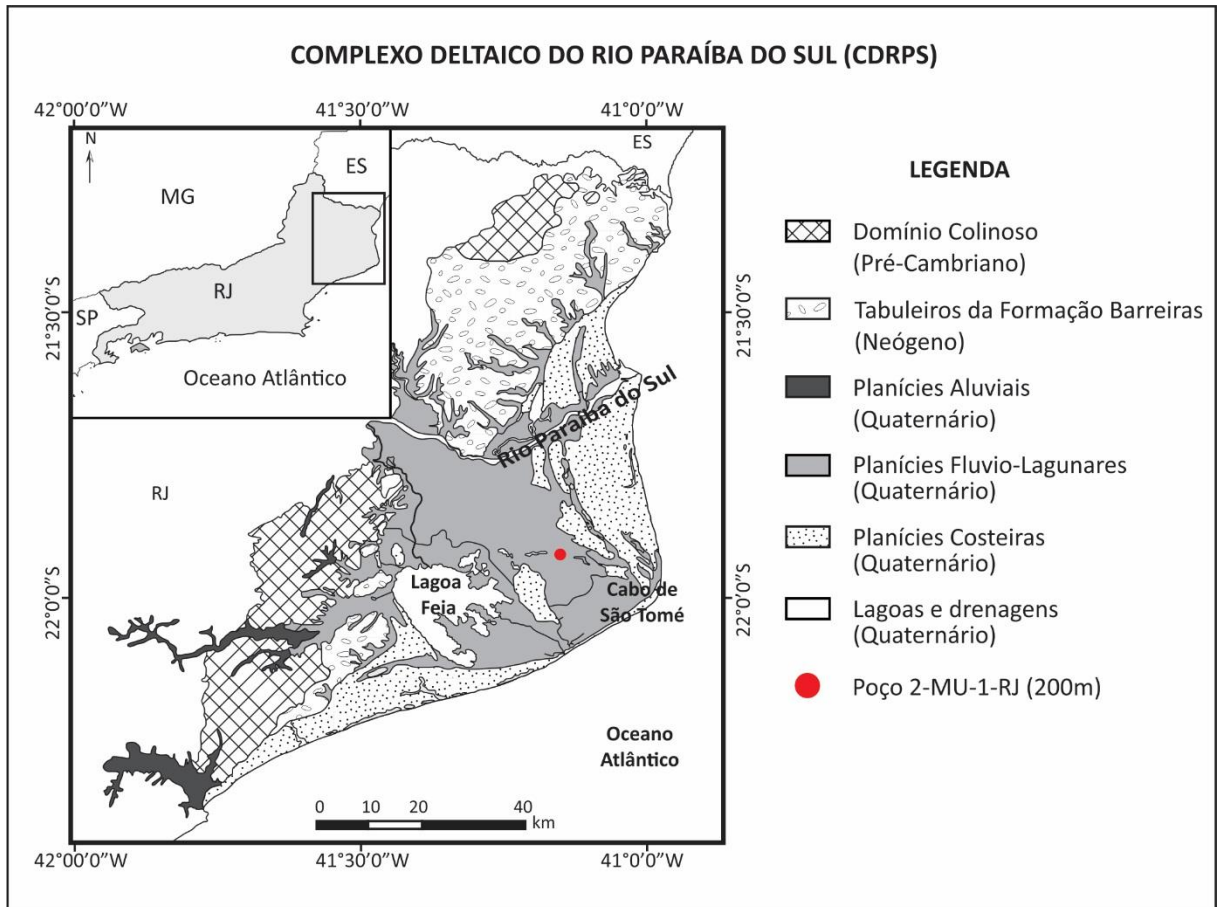 COMPLEXO DELTAICO DO RIO PARAÍBA DO SUL (CDRPS)
42°00'0"W
41°30'0"W
41°0'0"W
N
ES
ES
MG
RJ
SP
Oceano Atlântico
21°30'0"S
21°30'0"S
Rio Paraíba do Sul
RJ
Lagoa
Feia
Cabo de
São Tomé
22°0'0"S
22°0'0"S
Oceano
Atlântico
0 10 20 40
km
42°00'0"W
41°30'0"W
41°0'0"W
LEGENDA
Domínio Colinoso
(Pré-Cambriano)
Tabuleiros da Formação Barreiras
(Neógeno)
Planícies Aluviais
(Quaternário)
Planícies Fluvio-Lagunares
(Quaternário)
Planícies Costeiras
(Quaternário)
Lagoas e drenagens
(Quaternário)
Poço 2-MU-1-RJ (200m)